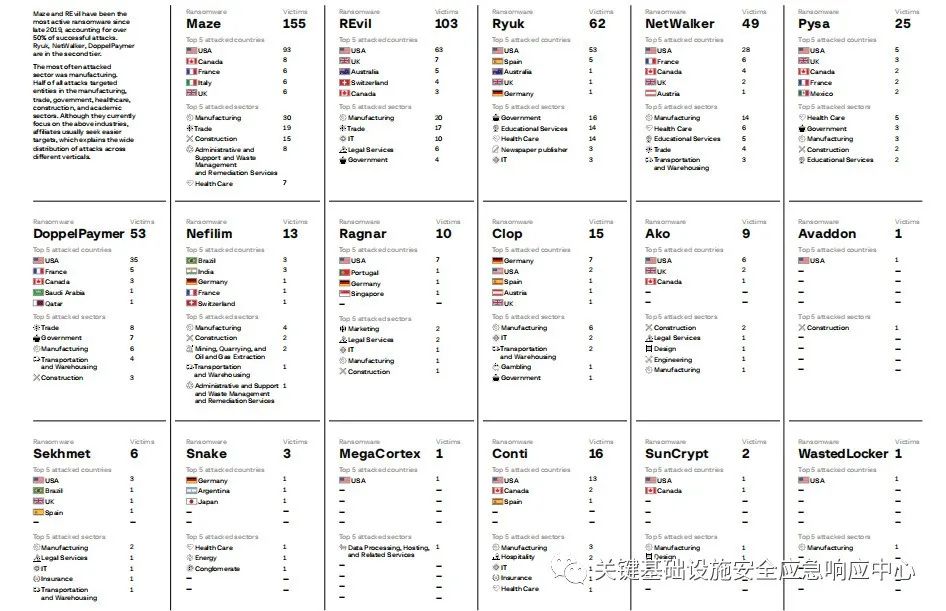 Maze and REvil have been the
most active ransomware since
late 2019, accounting for over
50% of successful attacks.
Ryuk, NetWalker, DoppelPaymer
are in the second tier.
The most often attacked
sector was manufacturing.
Half of all attacks targeted
entities in the manufacturing,
trade, government, healthcare,
construction, and academic
sectors. Although they currently
focus on the above industries,
affiliates usually seek easier
targets, which explains the wide
distribution of attacks across
different verticals.
Ransomware Victims
Maze 155
Top 5 attacked countries
USA 93
Canada 8
France 6
Italy 6
UK 6
Top 5 attacked sectors
Manufacturing 30
Trade 19
Construction 15
Administrative and 8
Support and Waste
Management
and Remediation Services
Health Care 7
Ransomware Victims
REvil 103
Top 5 attacked countries
USA 63
UK 7
Australia 5
Switzerland 4
Canada 3
Top 5 attacked sectors
Manufacturing 20
Trade 17
IT 10
Legal Services 6
Government 4
Ransomware Victims
Ryuk 62
Top 5 attacked countries
USA 53
Spain 5
Australia 1
UK 1
Germany 1
Top 5 attacked sectors
Government 16
Educational Services 14
Health Care 14
Newspaper publisher 3
IT 3
Ransomware Victims
NetWalker 49
Top 5 attacked countries
USA 28
France 6
Canada 4
UK 2
Austria 1
Top 5 attacked sectors
Manufacturing 14
Health Care 6
Educational Services 5
Trade 4
Transportation 3
and Warehousing
Ransomware Victims
Pysa 25
Top 5 attacked countries
USA 5
UK 3
Canada 2
France 2
Mexico 2
Top 5 attacked sectors
Health Care 5
Government 3
Manufacturing 3
Construction 2
Educational Services 2
Ransomware Victims
DoppelPaymer 53
Top 5 attacked countries
USA 35
France 5
Canada 3
Saudi Arabia 1
Qatar 1
Top 5 attacked sectors
Trade 8
Government 7
Manufacturing 6
Transportation 4
and Warehousing
Construction 3
Ransomware Victims
Nefilim 13
Top 5 attacked countries
Brazil 3
India 3
Germany 1
France 1
Switzerland 1
Top 5 attacked sectors
Manufacturing 4
Construction 2
Mining, Quarrying, and 2
Oil and Gas Extraction
Transportation 1
and Warehousing
Administrative and Support 1
and Waste Management
and Remediation Services
Ransomware Victims
Ragnar 10
Top 5 attacked countries
USA 7
Portugal 1
Germany 1
Singapore 1
– –
Top 5 attacked sectors
Marketing 2
Legal Services 2
IT 1
Manufacturing 1
Construction 1
Ransomware Victims
Clop 15
Top 5 attacked countries
Germany 7
USA 2
Spain 1
Austria 1
UK 1
Top 5 attacked sectors
Manufacturing 6
IT 2
Transportation 2
and Warehousing
Gambling 1
Government 1
Ransomware Victims
Ako 9
Top 5 attacked countries
USA 6
UK 2
Canada 1
– –
– –
Top 5 attacked sectors
Construction 2
Legal Services 1
Design 1
Engineering 1
Manufacturing 1
Ransomware Victims
Avaddon 1
Top 5 attacked countries
USA 1
– –
– –
– –
– –
Top 5 attacked sectors
Construction 1
– –
– –
– –
– –
Ransomware Victims
Sekhmet 6
Top 5 attacked countries
USA 3
Brazil 1
UK 1
Spain 1
– –
Top 5 attacked sectors
Manufacturing 2
Legal Services 1
IT 1
Insurance 1
Transportation 1
and Warehousing
Ransomware Victims
Snake 3
Top 5 attacked countries
Germany 1
Argentina 1
Japan 1
– –
– –
Top 5 attacked sectors
Health Care 1
Energy 1
Conglomerate 1
– –
– –
Ransomware Victims
MegaCortex 1
Top 5 attacked countries
USA 1
– –
– –
– –
– –
Top 5 attacked sectors
Data Processing, Hosting, 1
and Related Services
– –
– –
– –
– –
Ransomware Victims
Conti 16
Top 5 attacked countries
USA 13
Canada 2
Spain 1
– –
– –
Top 5 attacked sectors
Manufacturing 3
Hospitality 2
IT
Insurance
Health Care 1
Ransomware Victims
SunCrypt 2
Top 5 attacked countries
USA 1
Canada 1
– –
– –
– –
Top 5 attacked sectors
Manufacturing 1
Design 1
– –
Ransomware Victims
WastedLocker 1
Top 5 attacked countries
USA 1
– –
– –
– –
– –
Top 5 attacked sectors
Manufacturing 1
– –
– –
关键基础设施安全应急响应中心